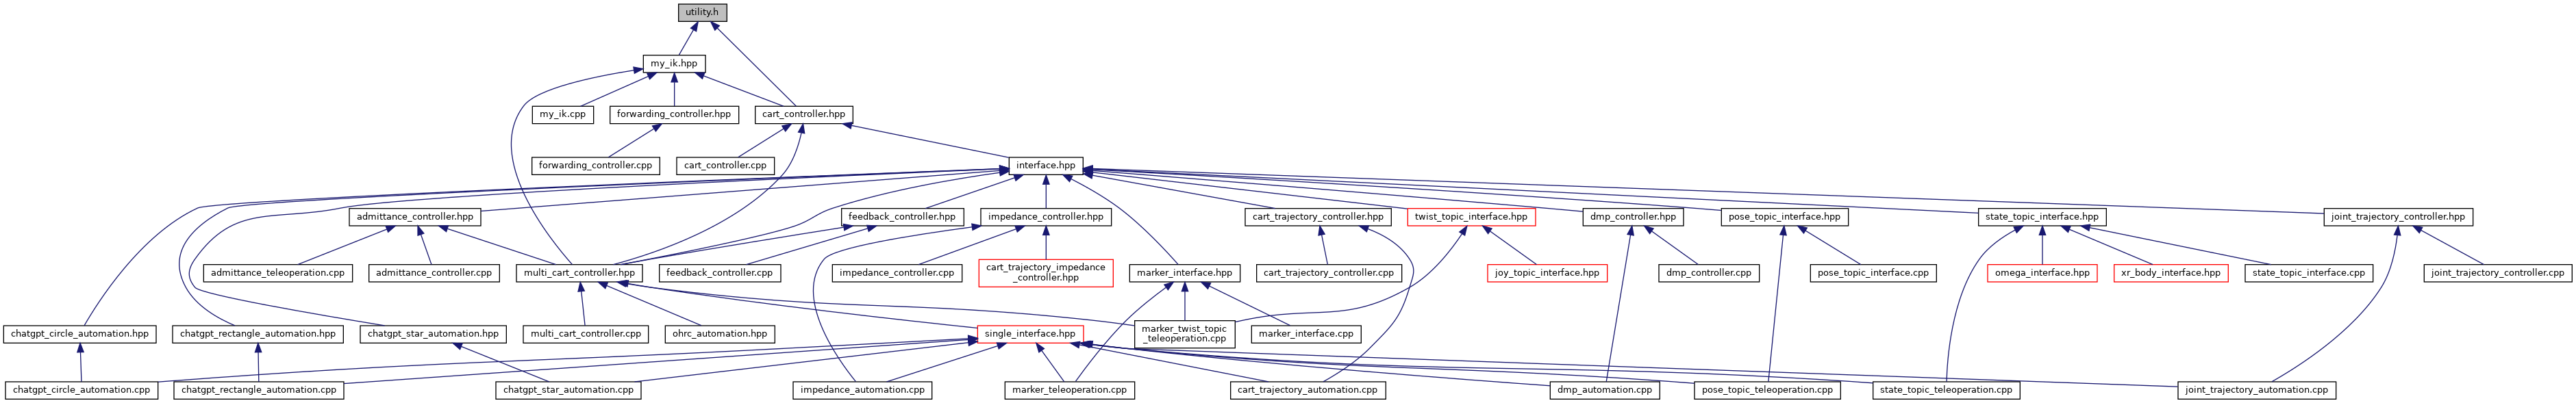 utility.h
my_ik.hpp
my_ik.cpp
forwarding_controller.hpp
cart_controller.hpp
forwarding_controller.cpp
cart_controller.cpp
interface.hpp
admittance_controller.hpp
feedback_controller.hpp
impedance_controller.hpp
cart_trajectory_controller.hpp
twist_topic_interface.hpp
dmp_controller.hpp
pose_topic_interface.hpp
state_topic_interface.hpp
joint_trajectory_controller.hpp
admittance_teleoperation.cpp
admittance_controller.cpp
multi_cart_controller.hpp
feedback_controller.cpp
impedance_controller.cpp
cart_trajectory_impedance
_controller.hpp
marker_interface.hpp
cart_trajectory_controller.cpp
joy_topic_interface.hpp
dmp_controller.cpp
pose_topic_interface.cpp
omega_interface.hpp
xr_body_interface.hpp
state_topic_interface.cpp
joint_trajectory_controller.cpp
chatgpt_circle_automation.hpp
chatgpt_rectangle_automation.hpp
chatgpt_star_automation.hpp
multi_cart_controller.cpp
ohrc_automation.hpp
single_interface.hpp
marker_twist_topic
_teleoperation.cpp
marker_interface.cpp
chatgpt_circle_automation.cpp
chatgpt_rectangle_automation.cpp
chatgpt_star_automation.cpp
impedance_automation.cpp
marker_teleoperation.cpp
cart_trajectory_automation.cpp
dmp_automation.cpp
pose_topic_teleoperation.cpp
state_topic_teleoperation.cpp
joint_trajectory_automation.cpp